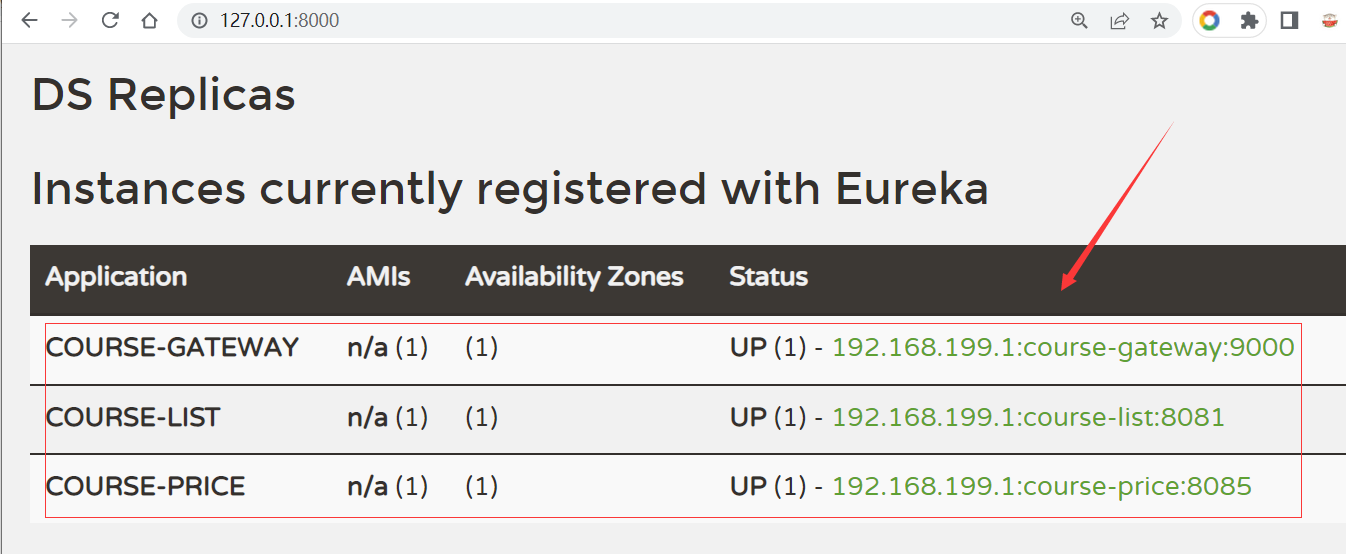 127.0.0.1:8000
DS Replicas
Instances currently registered with Eureka
Application AMIs Availability Zones Status
COURSE-GATEWAY n/a (1) (1) UP (1) - 192.168.199.1:course-gateway:9000
COURSE-LIST n/a (1) (1) UP (1) - 192.168.199.1:course-list:8081
COURSE-PRICE n/a (1) (1) UP (1) - 192.168.199.1:course-price:8085